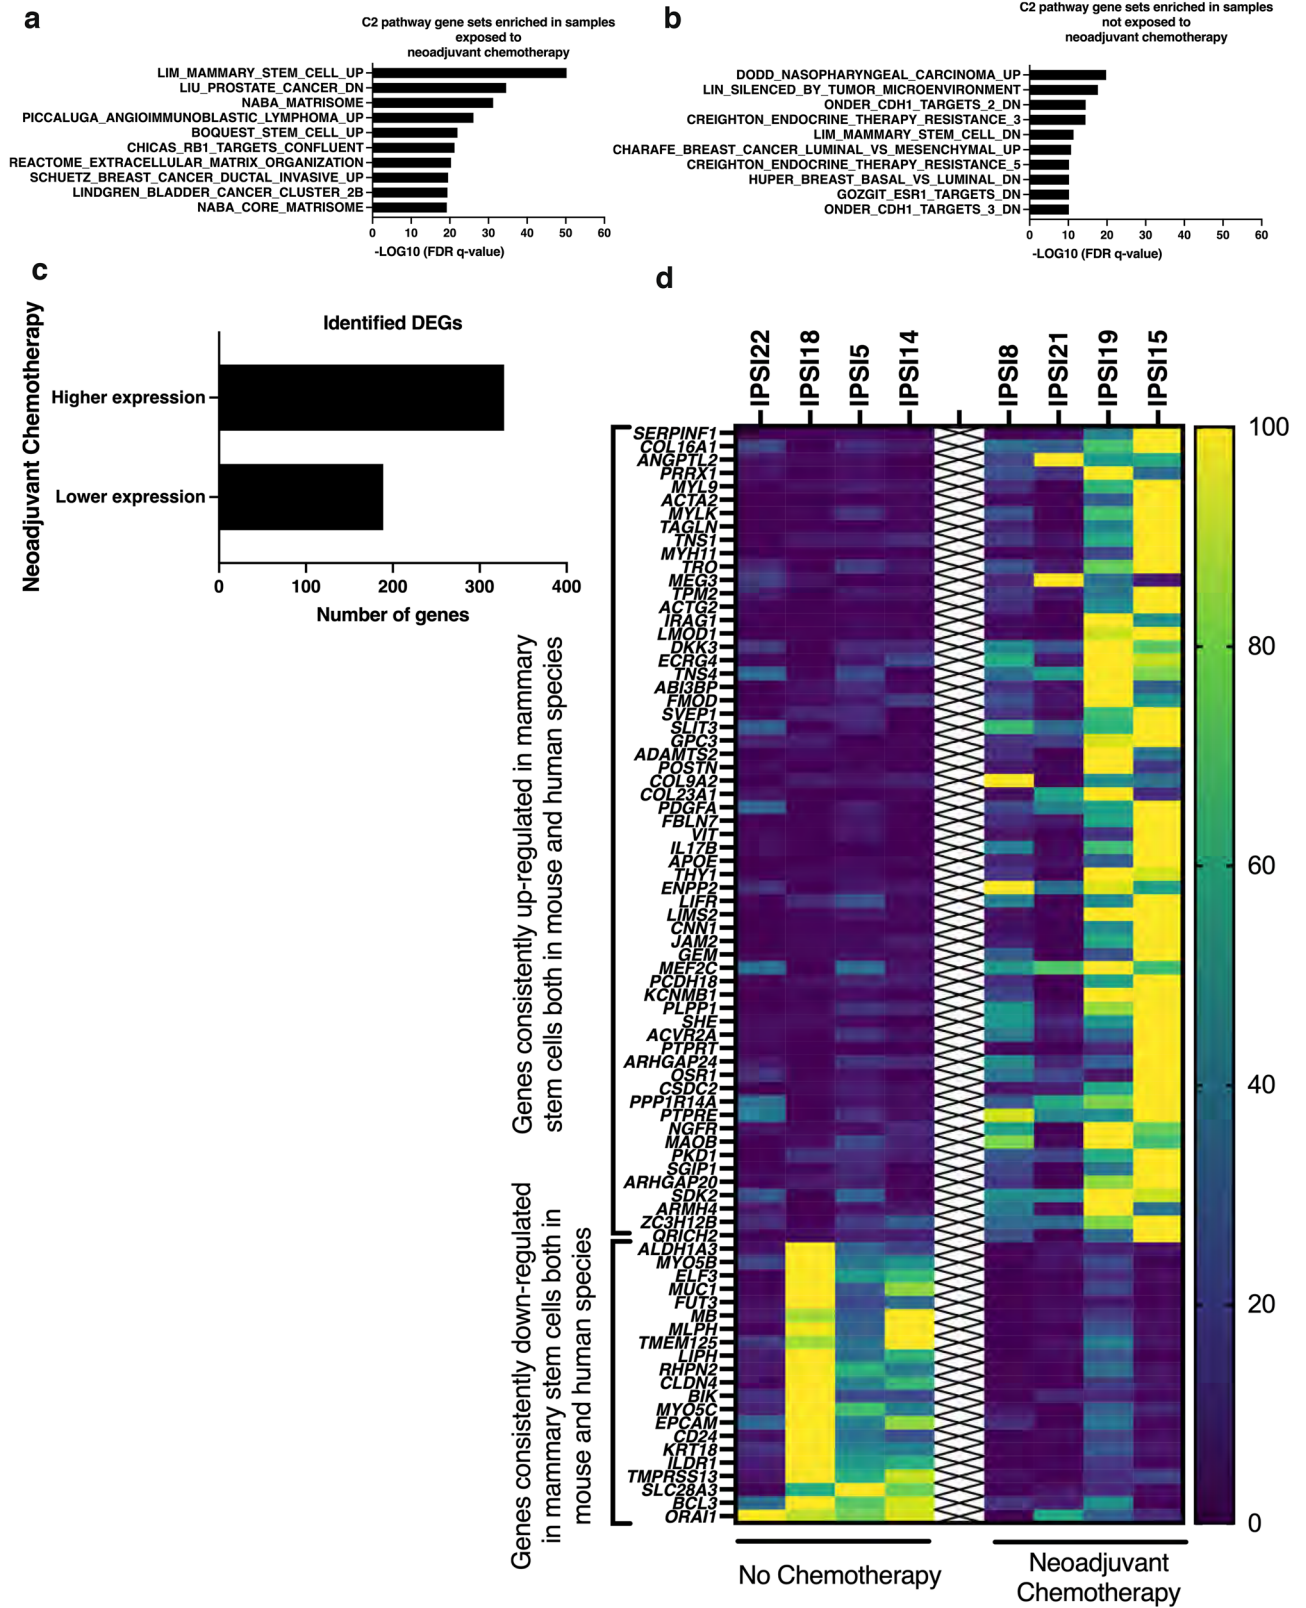 a
C2 pathway gene sets enriched in samples
exposed to
neoadjuvant chemotherapy
LIM_MAMMARY_STEM_CELL_UP
LIU_PROSTATE_CANCER_DN
NABA_MATRISOME
PICCALUGA_ANGIOIMMUNOBLASTIC_LYMPHOMA_UP
BOQUEST_STEM_CELL_UP
CHICAS_RB1_TARGETS_CONFLUENT
REACTOME_EXTRACELLULAR_MATRIX_ORGANIZATION
SCHUETZ_BREAST_CANCER_DUCTAL_INVASIVE_UP
LINDGREN_BLADDER_CANCER_CLUSTER_2B
NABA_CORE_MATRISOME
0 10 20 30 40 50 60
-LOG10 (FDR q-value)
b
C2 pathway gene sets enriched in samples
not exposed to
neoadjuvant chemotherapy
DODD_NASOPHARYNGEAL_CARCINOMA_UP
LIN_SILENCED_BY_TUMOR_MICROENVIRONMENT
ONDER_CDH1_TARGETS_2_DN
CREIGHTON_ENDOCRINE_THERAPY_RESISTANCE_3
LIM_MAMMARY_STEM_CELL_DN
CHARAFE_BREAST_CANCER_LUMINAL_VS_MESENCHYMAL_UP
CREIGHTON_ENDOCRINE_THERAPY_RESISTANCE_5
HUPER_BREAST_BASAL_VS_LUMINAL_DN
GOZGIT_ESR1_TARGETS_DN
ONDER_CDH1_TARGETS_3_DN
0 10 20 30 40 50 60
-LOG10 (FDR q-value)
c
Identified DEGs
Neoadjuvant Chemotherapy
Higher expression
Lower expression
0 100 200 300 400
Number of genes
d
IPSI22 IPSI18 IPSI5 IPSI14 IPSI8 IPSI21 IPSI19 IPSI15
Genes consistently up-regulated in mammary
stem cells both in mouse and human species
SERPINF1
COL16A1
ANGPTL2
PRRX1
MYL9
ACTA2
MYLK
TAGLN
TNS1
MYH11
TRO
MEG3
TPM2
ACTG2
IRAG1
LMOD1
DKK3
ECRG4
TNS4
ABI3BP
FMOD
SVEP1
SLIT3
GPC3
ADAMTS2
POSTN
COL9A2
COL23A1
PDGFA
FBLN7
VIT
IL17B
APOE
THY1
ENPP2
LIFR
LIMS2
CNN1
JAM2
GEM
MEF2C
PCDH18
KCNMB1
PLPP1
SHE
ACVR2A
PTPRT
ARHGAP24
OSR1
CSDC2
PPP1R14A
PTPRE
NGFR
MAOB
PKD1
SGIP1
ARHGAP20
SDK2
ARMH4
ZC3H12B
QRICH2
Genes consistently down-regulated
in mammary stem cells both in
mouse and human species
ALDH1A3
MYO5B
ELF3
MUC1
FUT3
MB
MLPH
TMEM125
LIPH
RHPN2
CLDN4
BIK
MYO5C
EPCAM
CD24
KRT18
ILDR1
TMPRSS13
SLC28A3
BCL3
ORAI1
100
80
60
40
20
0
No Chemotherapy
Neoadjuvant
Chemotherapy